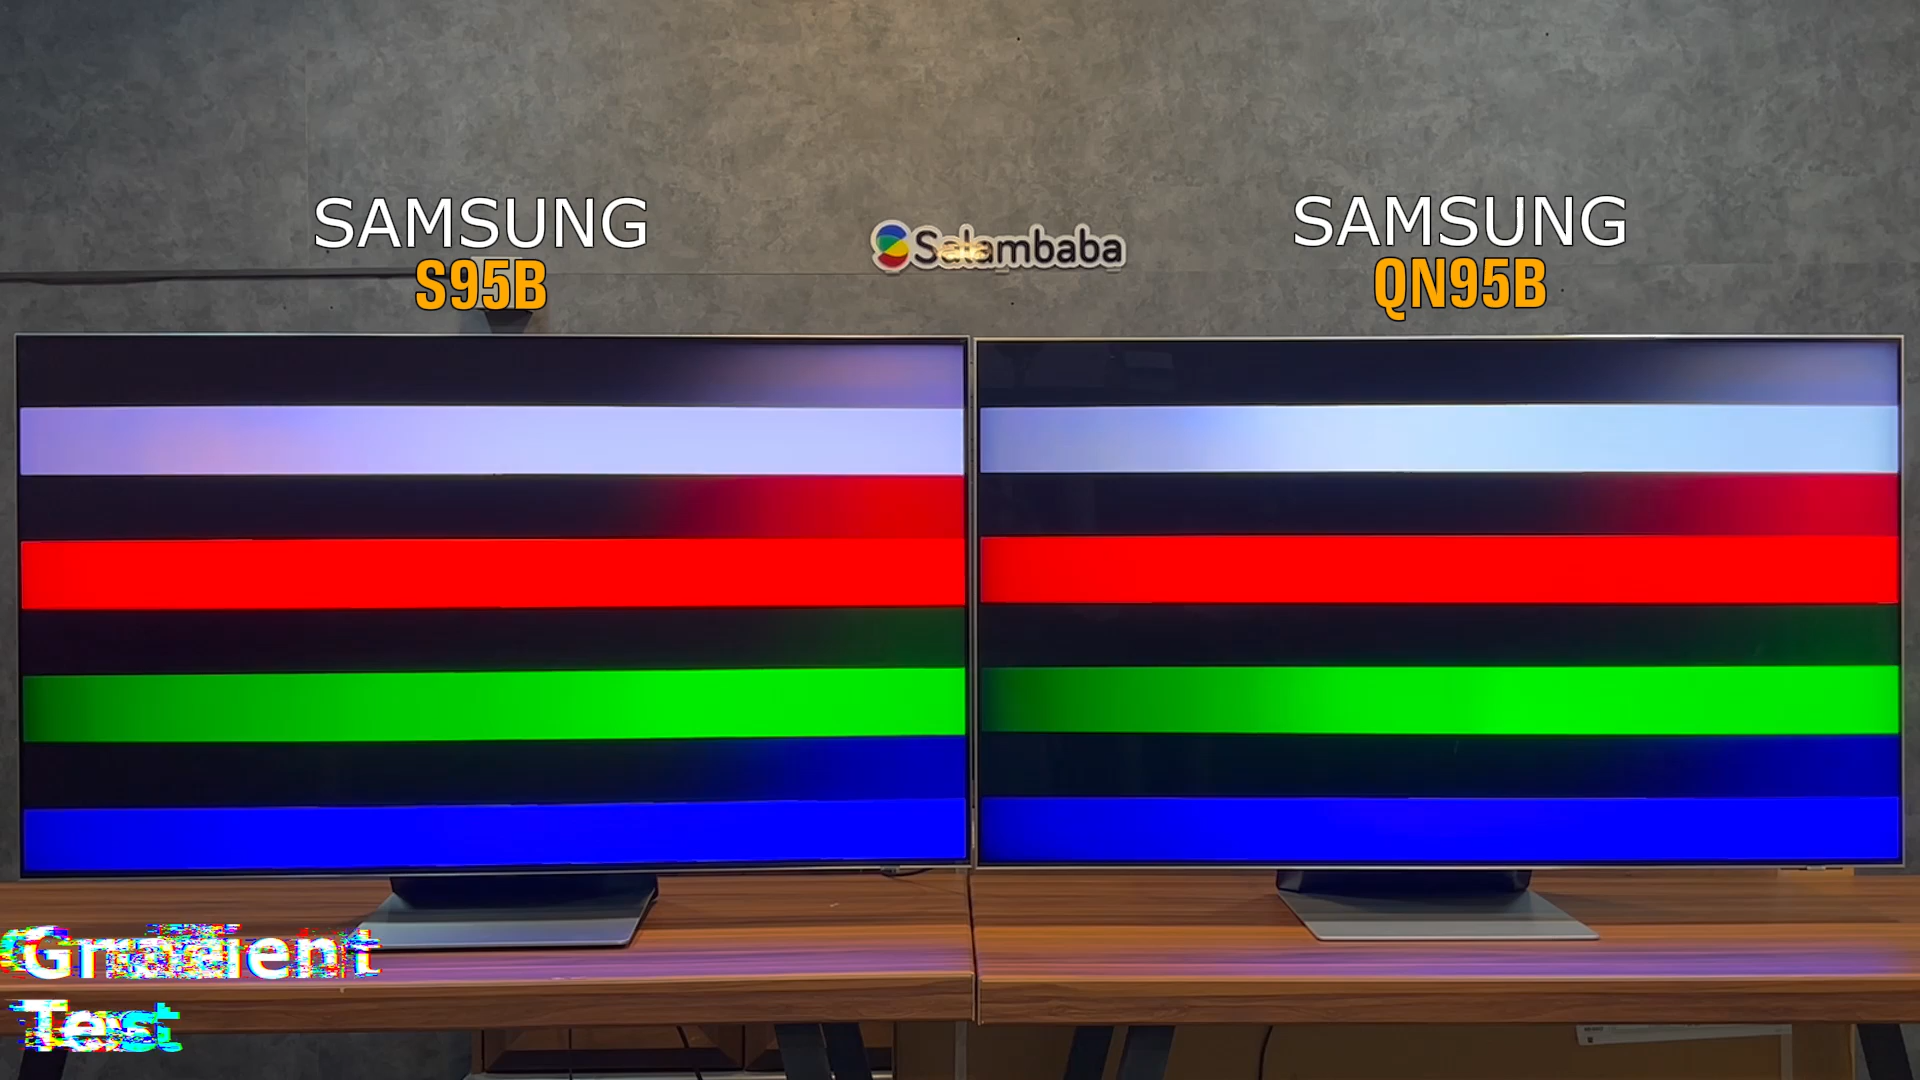 SAMSUNG
S95B
Salambaba
SAMSUNG
QN95B
Gradient
Test